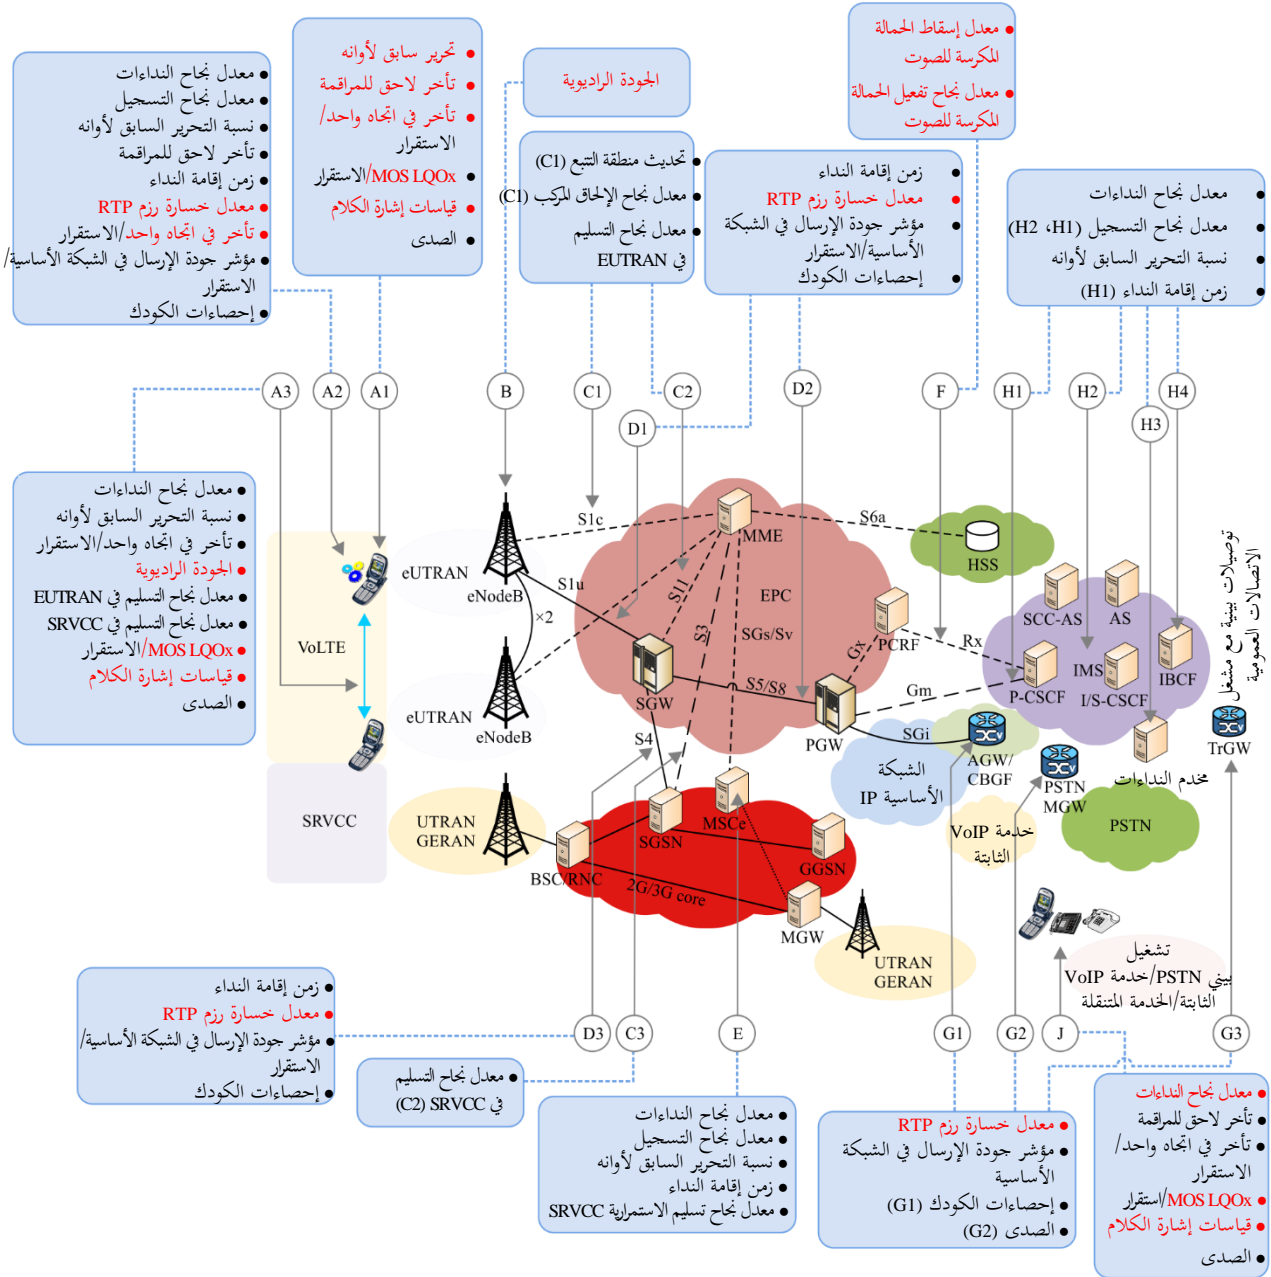 • معدل نجاح النداءات
• معدل نجاح التسجيل
• نسبة التحرير السابق لأوانه
• تأخر لاحق للمراقمة
• زمن إقامة النداء
• معدل خسارة رزم RTP
• تأخر في اتجاه واحد/الاستقرار
• مؤشر جودة الإرسال في الشبكة الأساسية/
الاستقرار
• إحصاءات الكودك
• تحرير سابق لأوانه
• تأخر لاحق للمراقمة
• تأخر في اتجاه واحد/
الاستقرار
• MOS LQOx/الاستقرار
• قياسات إشارة الكلام
• الصدى
الجودة الراديوية
• تحديث منطقة التتبع (C1)
• معدل نجاح الإلحاق المركب (C1)
• معدل نجاح التسليم
في EUTRAN
• معدل إسقاط الحمالة
المكرسة للصوت
• معدل نجاح تفعيل الحمالة
المكرسة للصوت
• زمن إقامة النداء
• معدل خسارة رزم RTP
• مؤشر جودة الإرسال في الشبكة
الأساسية/الاستقرار
• إحصاءات الكودك
• معدل نجاح النداءات
• معدل نجاح التسجيل (H1، H2)
• نسبة التحرير السابق لأوانه
• زمن إقامة النداء (H1)
A3
A2
A1
B
C1
D1
C2
D2
F
H1
H2
H3
H4
• معدل نجاح النداءات
• نسبة التحرير السابق لأوانه
• تأخر في اتجاه واحد/الاستقرار
• الجودة الراديوية
• معدل نجاح التسليم في EUTRAN
• معدل نجاح التسليم في SRVCC
• MOS LQOx/الاستقرار
• قياسات إشارة الكلام
• الصدى
VoLTE
SRVCC
eUTRAN
eNodeB
×2
eUTRAN
eNodeB
UTRAN
GERAN
S1c
S1u
S11
S3
S4
MME
EPC
SGs/Sv
SGW
S5/S8
PGW
Gx
PCRF
S6a
HSS
Rx
Gm
SGi
SCC-AS
AS
IMS
P-CSCF
I/S-CSCF
IBCF
توصيلات بينية مع مشغل
الاتصالات العمومية
TrGW
مخدم النداءات
PSTN
AGW/
CBGF
PSTN
MGW
الشبكة
الأساسية IP
خدمة VoIP
الثابتة
BSC/RNC
SGSN
MSCe
GGSN
2G/3G core
MGW
UTRAN
GERAN
تشغيل
بيني PSTN/خدمة VoIP
الثابتة/الخدمة المتنقلة
D3
C3
E
G1
G2
J
G3
• زمن إقامة النداء
• معدل خسارة رزم RTP
• مؤشر جودة الإرسال في الشبكة الأساسية/
الاستقرار
• إحصاءات الكودك
• معدل نجاح التسليم
في SRVCC (C2)
• معدل نجاح النداءات
• معدل نجاح التسجيل
• نسبة التحرير السابق لأوانه
• زمن إقامة النداء
• معدل نجاح تسليم الاستمرارية SRVCC
• معدل خسارة رزم RTP
• مؤشر جودة الإرسال في الشبكة
الأساسية
• إحصاءات الكودك (G1)
• الصدى (G2)
• معدل نجاح النداءات
• تأخر لاحق للمراقمة
• تأخر في اتجاه واحد/
الاستقرار
• MOS LQOx/استقرار
• قياسات إشارة الكلام
• الصدى